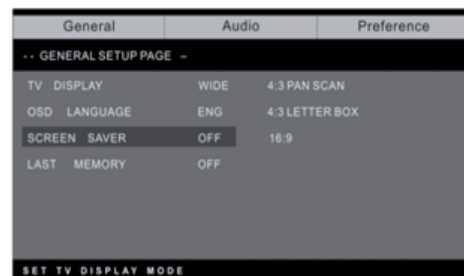 General Audio Preference
-- GENERAL SETUP PAGE –
TV DISPLAY WIDE 4:3 PAN SCAN
OSD LANGUAGE ENG 4:3 LETTER BOX
SCREEN SAVER OFF 16:9
LAST MEMORY OFF
SET TV DISPLAY MODE